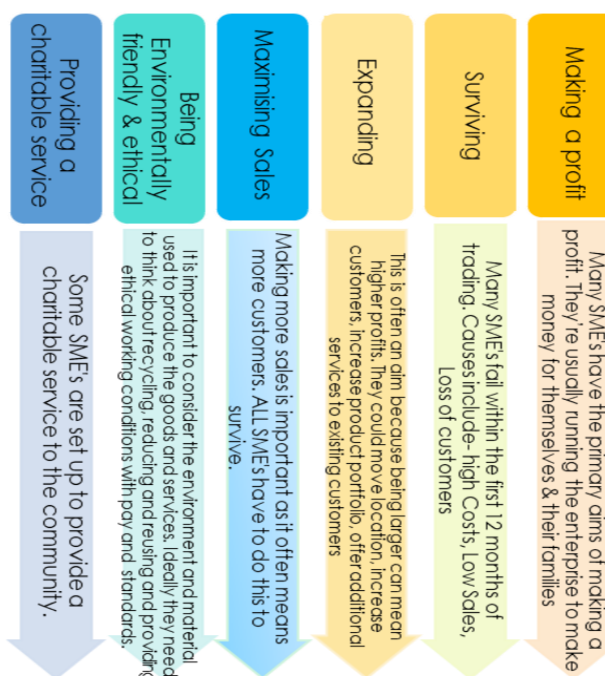 Making a profit
Many SME's have the primary aims of making a
profit. They're usually running the enterprise to make
money for themselves & their families
Surviving
Many SME's fail within the first 12 months of
trading. Causes include- high Costs, Low Sales,
Loss of customers
Expanding
This is often an aim because being larger can mean
higher profits. They could move location, increase
customers, increase product portfolio, offer additional
services to existing customers
Maximising Sales
Making more sales is important as it often means
more customers. ALL SME's have to do this to
survive.
Being
Environmentally
friendly & ethical
It is important to consider the environment and material
used to produce the goods and services. Ideally they need
to think about recycling, reducing and reusing and providing
ethical working conditions with pay and standards.
Providing a
charitable service
Some SME's are set up to provide a
charitable service to the community.